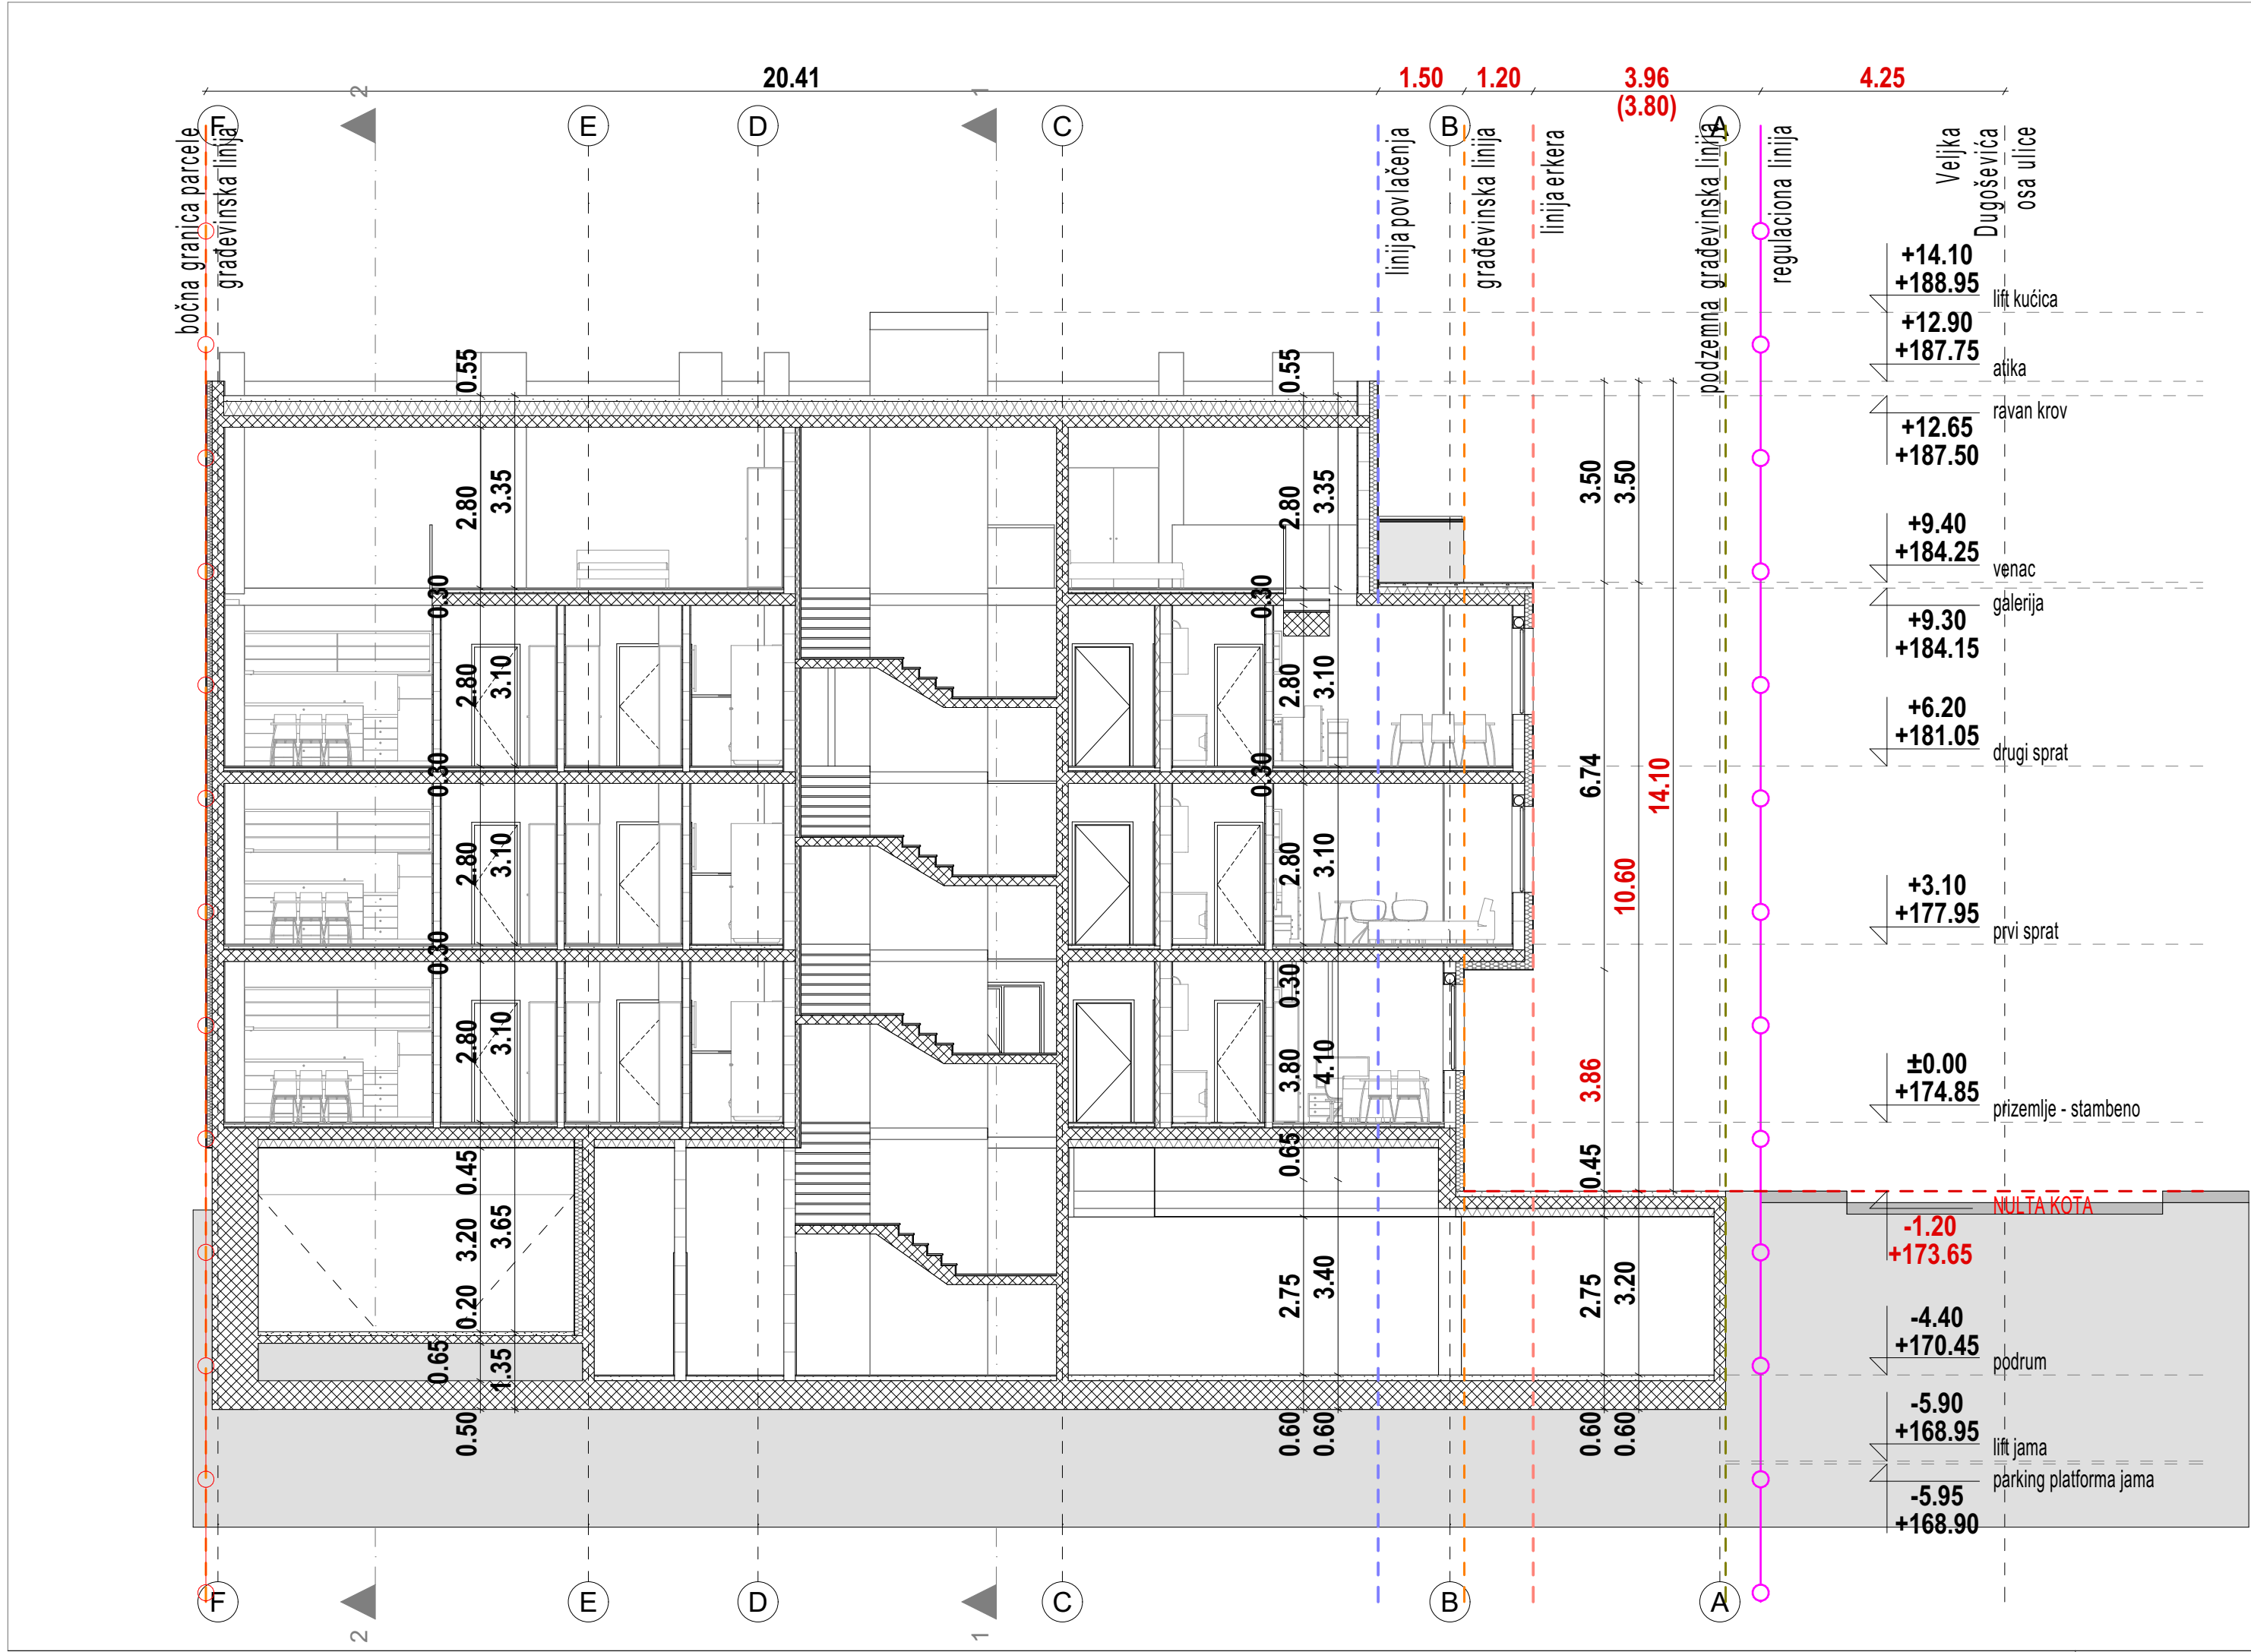 20.41
1.50
1.20
3.96
(3.80)
4.25
2
1
F
E
D
C
B
A
bočna granica parcele
građevinska linija
linija povlačenja
građevinska linija
linija erkera
podzemna građevinska linija
regulaciona linija
Veljka
Dugoševića
osa ulice
+14.10
+188.95
lift kućica
+12.90
+187.75
atika
ravan krov
+12.65
+187.50
+9.40
+184.25
venac
galerija
+9.30
+184.15
+6.20
+181.05
drugi sprat
+3.10
+177.95
prvi sprat
±0.00
+174.85
prizemlje - stambeno
NULTA KOTA
-1.20
+173.65
-4.40
+170.45
podrum
-5.90
+168.95
lift jama
parking platforma jama
-5.95
+168.90
0.55
2.80
3.35
0.30
2.80
3.10
0.30
2.80
3.10
0.30
2.80
3.10
0.45
3.20
3.65
0.20
0.65
1.35
0.50
0.55
2.80
3.35
0.30
2.80
3.10
0.30
2.80
3.10
0.30
3.80
4.10
0.65
2.75
3.40
0.60
0.60
3.50
3.50
6.74
14.10
10.60
3.86
0.45
2.75
3.20
0.60
0.60
F
E
D
C
B
A
2
1